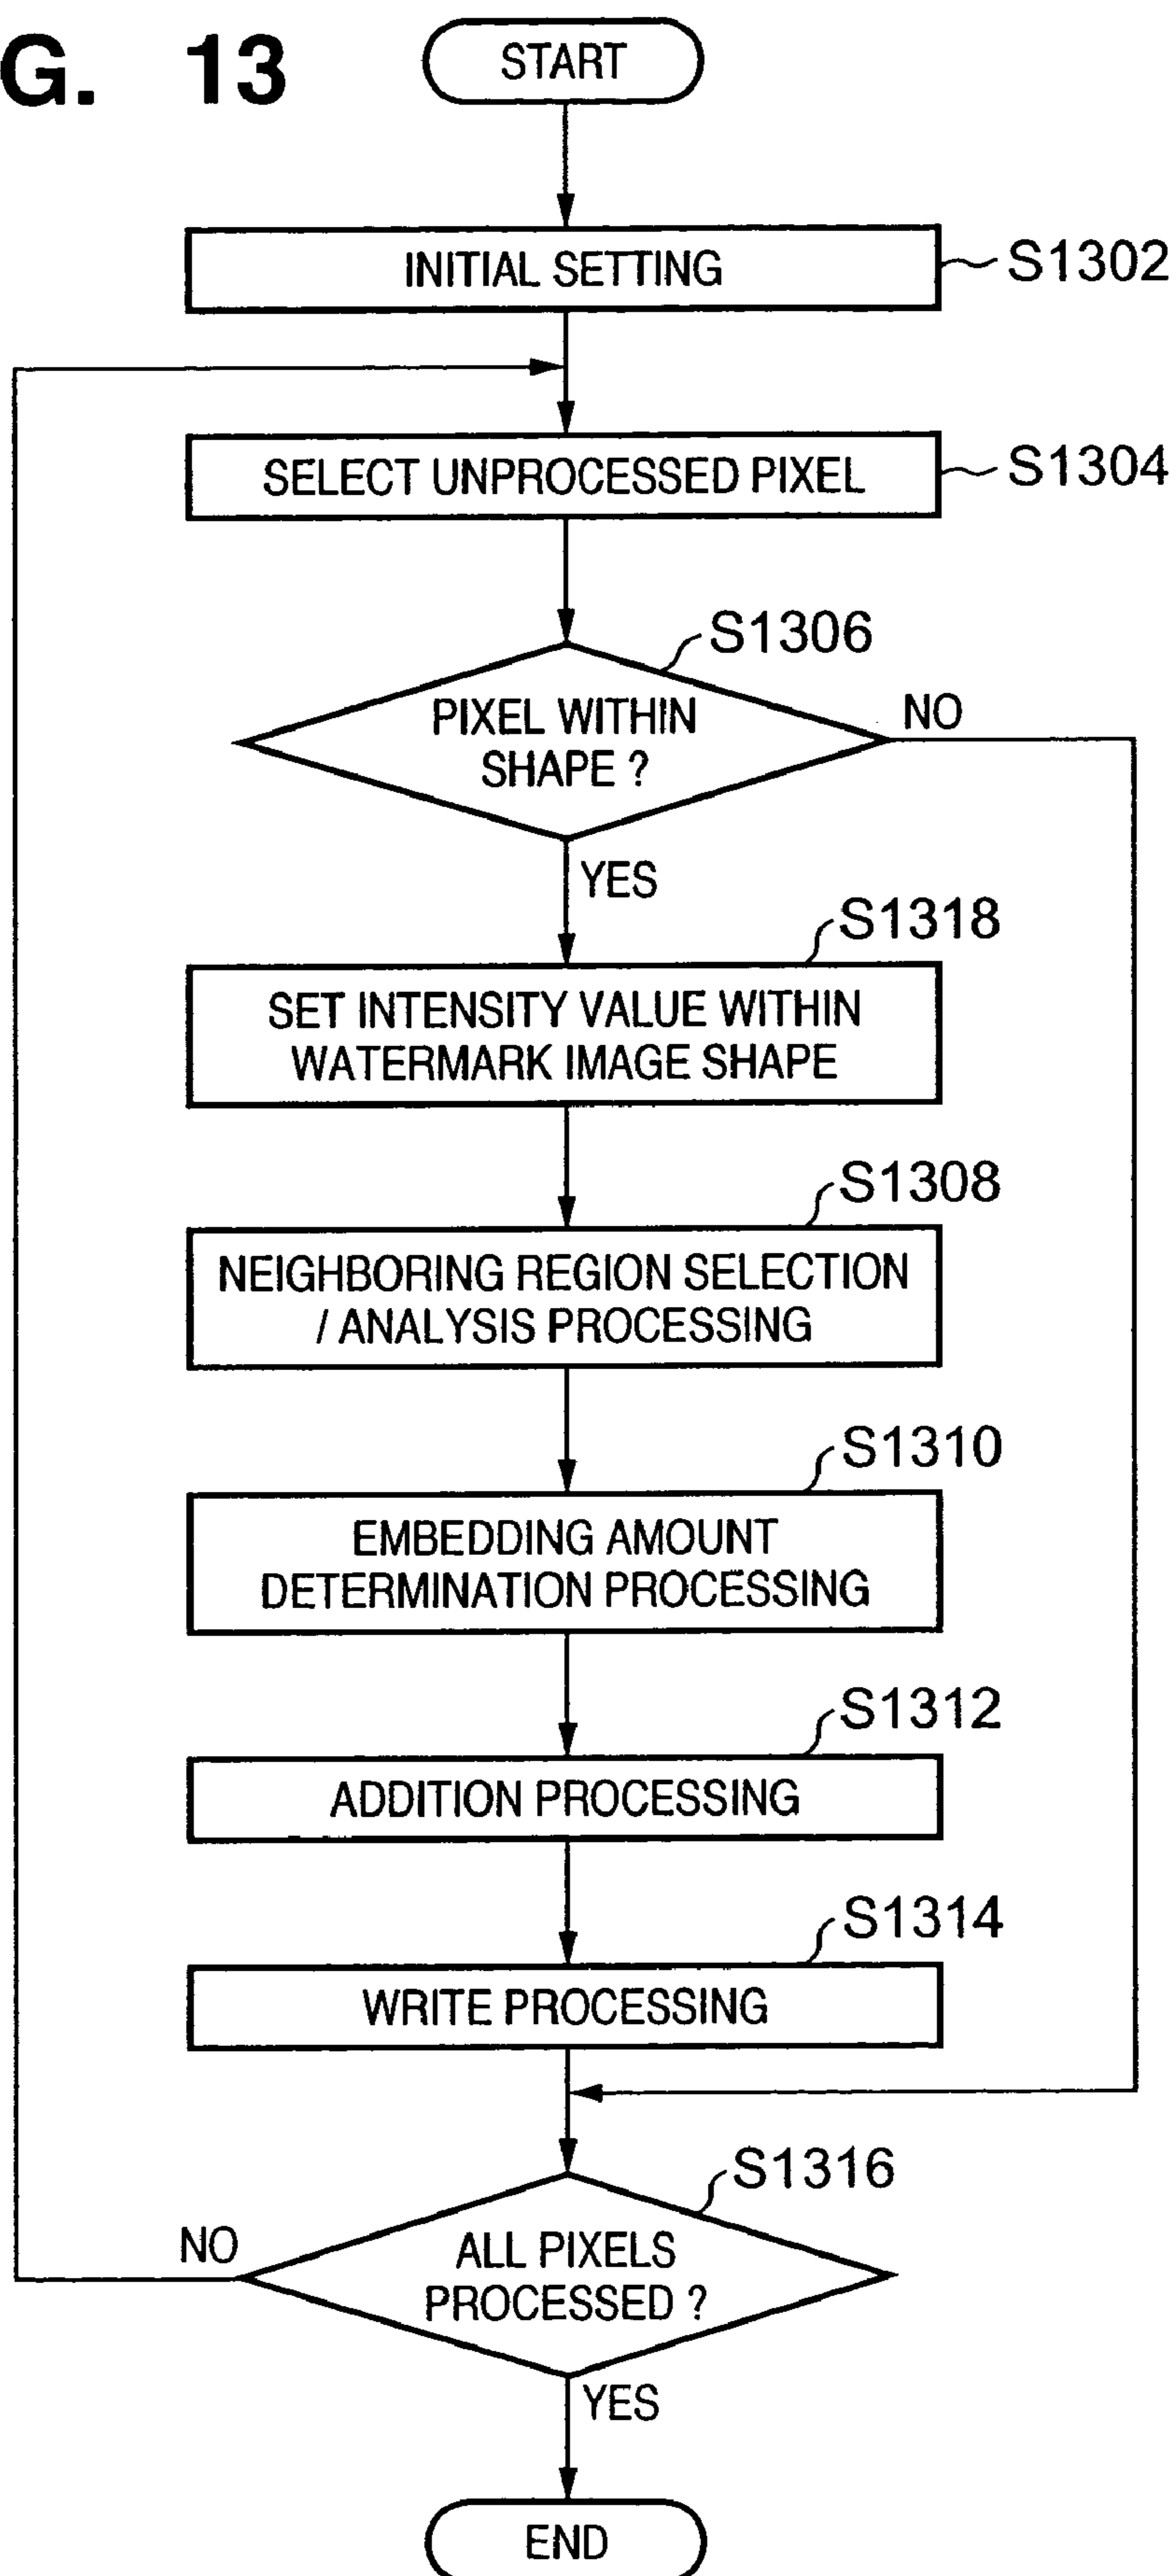 G. 13
START
INITIAL SETTING
S1302
SELECT UNPROCESSED PIXEL
S1304
S1306
PIXEL WITHIN
SHAPE ?
NO
YES
S1318
SET INTENSITY VALUE WITHIN
WATERMARK IMAGE SHAPE
S1308
NEIGHBORING REGION SELECTION
/ ANALYSIS PROCESSING
S1310
EMBEDDING AMOUNT
DETERMINATION PROCESSING
S1312
ADDITION PROCESSING
S1314
WRITE PROCESSING
S1316
NO
ALL PIXELS
PROCESSED ?
YES
END